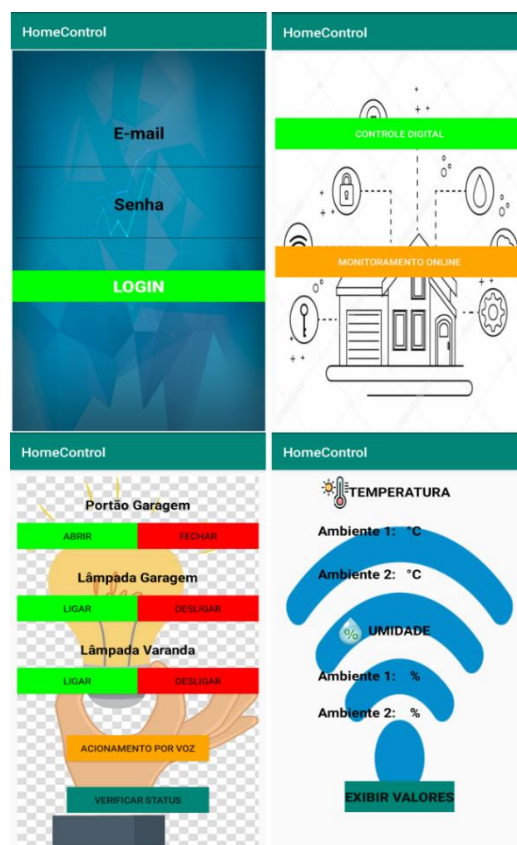 HomeControl
E-mail
Senha
LOGIN
HomeControl
CONTROLE DIGITAL
MONITORAMENTO ONLINE
HomeControl
Portão Garagem
ABRIR FECHAR
Lâmpada Garagem
LIGAR DESLIGAR
Lâmpada Varanda
LIGAR DESLIGAR
ACIONAMENTO POR VOZ
VERIFICAR STATUS
HomeControl
TEMPERATURA
Ambiente 1: °C
Ambiente 2: °C
% UMIDADE
Ambiente 1: %
Ambiente 2: %
EXIBIR VALORES